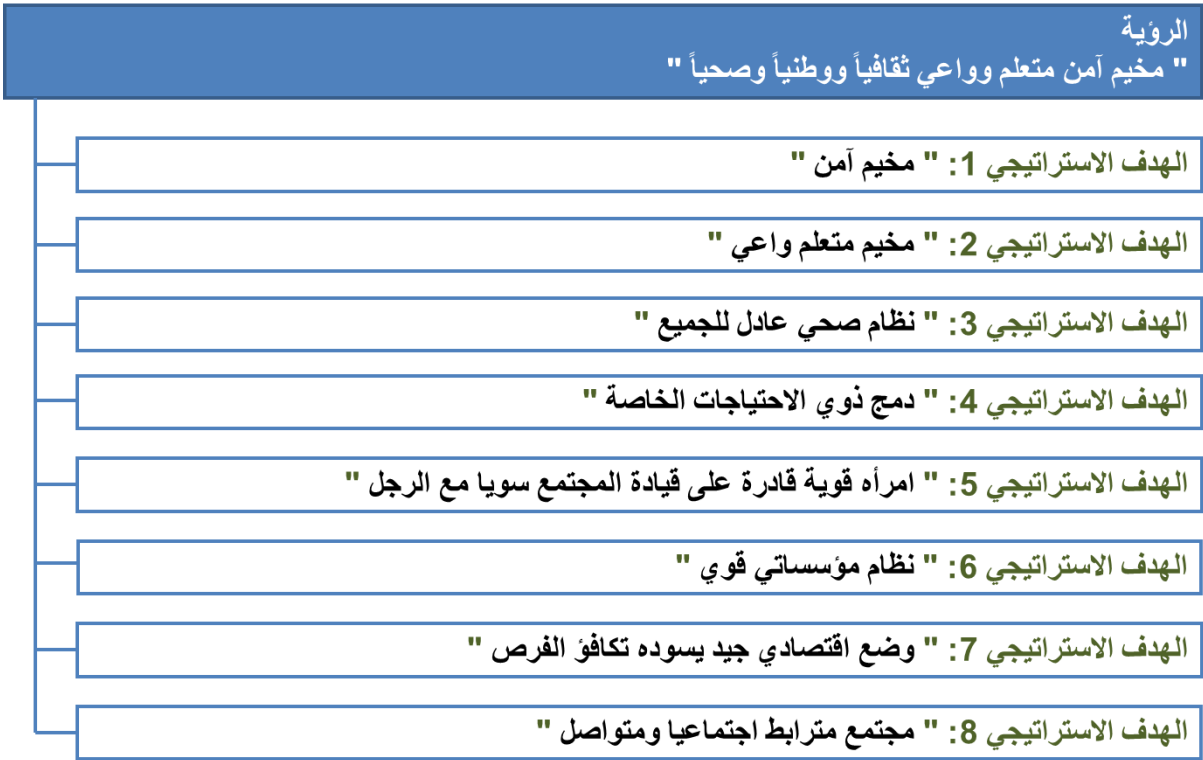 الرؤية
" مخيم آمن متعلم وواعي ثقافياً ووطنياً وصحياً "
الهدف الاستراتيجي 1: " مخيم آمن "
الهدف الاستراتيجي 2: " مخيم متعلم واعي "
الهدف الاستراتيجي 3: " نظام صحي عادل للجميع "
الهدف الاستراتيجي 4: " دمج ذوي الاحتياجات الخاصة "
الهدف الاستراتيجي 5: " امرأه قوية قادرة على قيادة المجتمع سويا مع الرجل "
الهدف الاستراتيجي 6: " نظام مؤسساتي قوي "
الهدف الاستراتيجي 7: " وضع اقتصادي جيد يسوده تكافؤ الفرص "
الهدف الاستراتيجي 8: " مجتمع مترابط اجتماعيا ومتواصل "